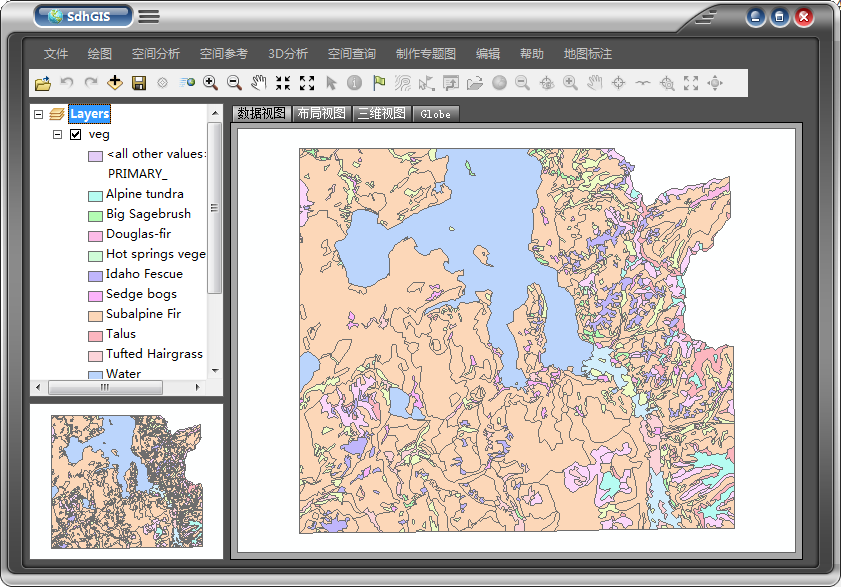 SdhGIS
文件 绘图 空间分析 空间参考 3D分析 空间查询 制作专题图 编辑 帮助 地图标注
数据视图 布局视图 三维视图 Globe
Layers
veg
<all other values>
PRIMARY_
Alpine tundra
Big Sagebrush
Douglas-fir
Hot springs vege
Idaho Fescue
Sedge bogs
Subalpine Fir
Talus
Tufted Hairgrass
Water